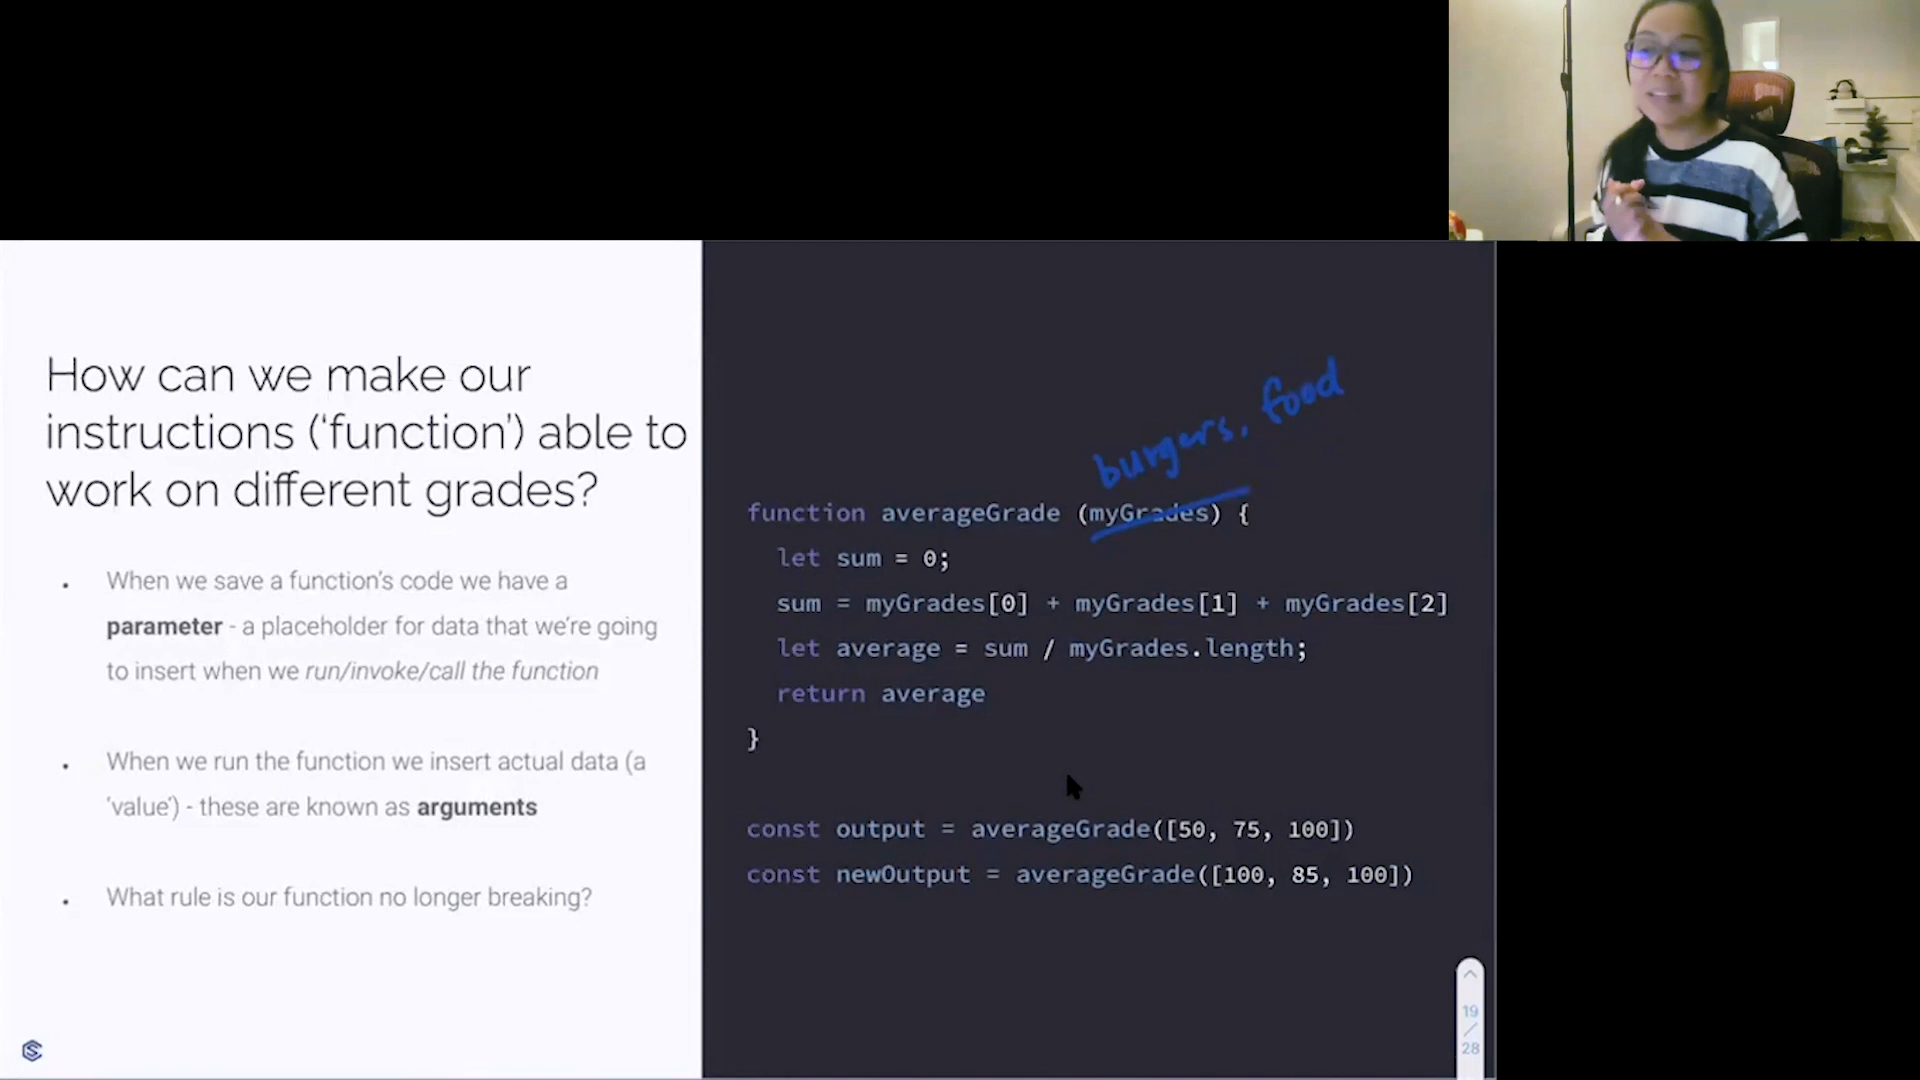 How can we make our
instructions (‘function’) able to
work on different grades?
. When we save a function's code we have a
parameter - a placeholder for data that we're going
to insert when we run/invoke/call the function
. When we run the function we insert actual data (a
'value') - these are known as arguments
. What rule is our function no longer breaking?
burgers, food
function averageGrade (myGrades) {
let sum = 0;
sum = myGrades[0] + myGrades[1] + myGrades[2]
let average = sum / myGrades.length;
return average
}
const output = averageGrade([50, 75, 100])
const newOutput = averageGrade([100, 85, 100])
19
/
28